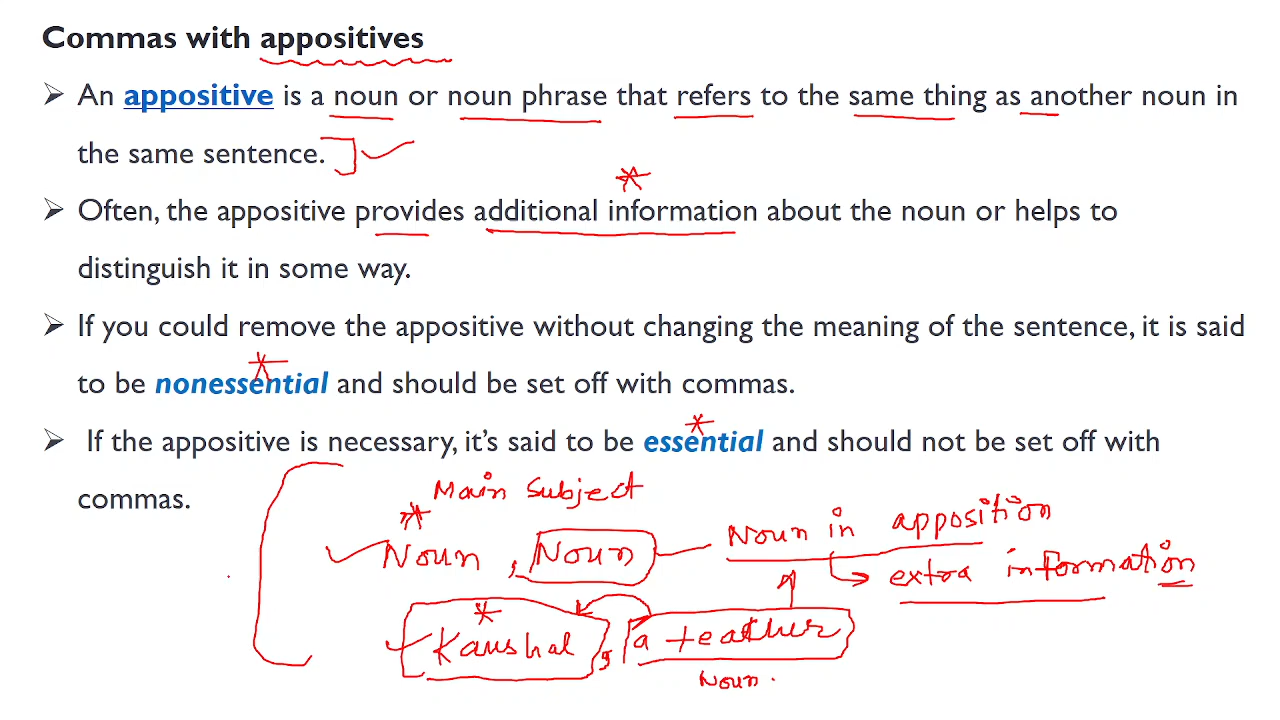 Commas with appositives
➢ An appositive is a noun or noun phrase that refers to the same thing as another noun in
the same sentence.
➢ Often, the appositive provides additional information about the noun or helps to
distinguish it in some way.
➢ If you could remove the appositive without changing the meaning of the sentence, it is said
to be nonessential and should be set off with commas.
➢ If the appositive is necessary, it's said to be essential and should not be set off with
commas.
Main Subject
Noun , Noun Noun in apposition
extra information
Kaushal , a teacher
Noun